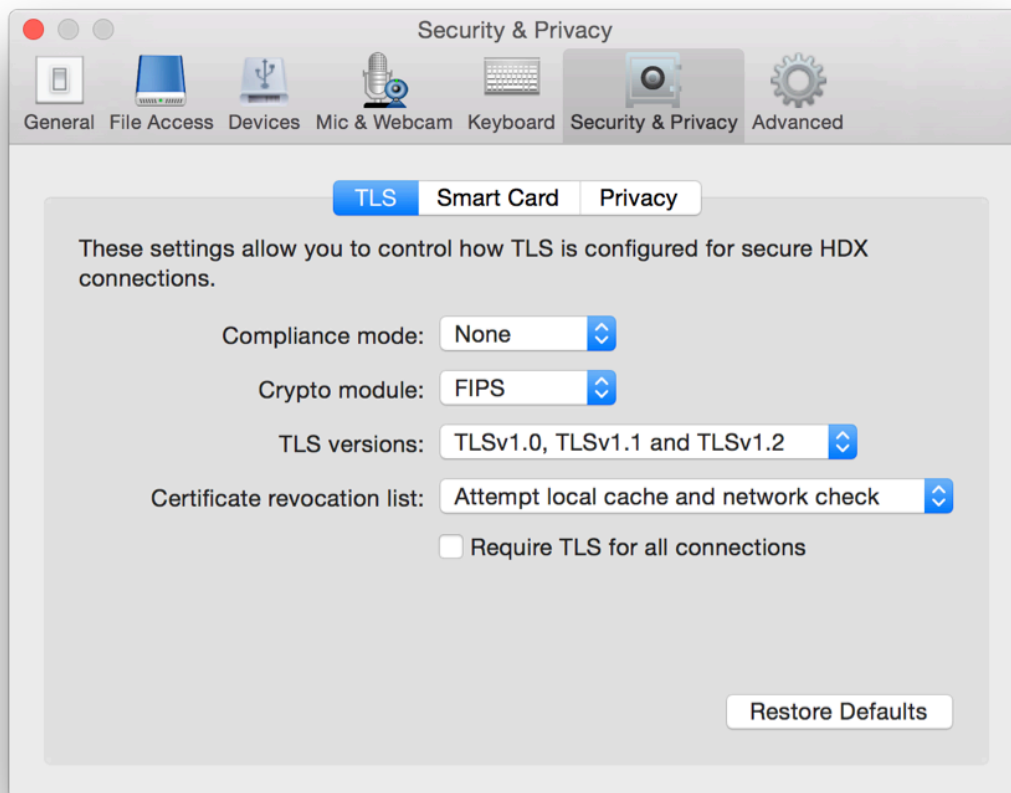 Security & Privacy
General File Access Devices Mic & Webcam Keyboard Security & Privacy Advanced
TLS Smart Card Privacy
These settings allow you to control how TLS is configured for secure HDX
connections.
Compliance mode: None
Crypto module: FIPS
TLS versions: TLSv1.0, TLSv1.1 and TLSv1.2
Certificate revocation list: Attempt local cache and network check
Require TLS for all connections
Restore Defaults